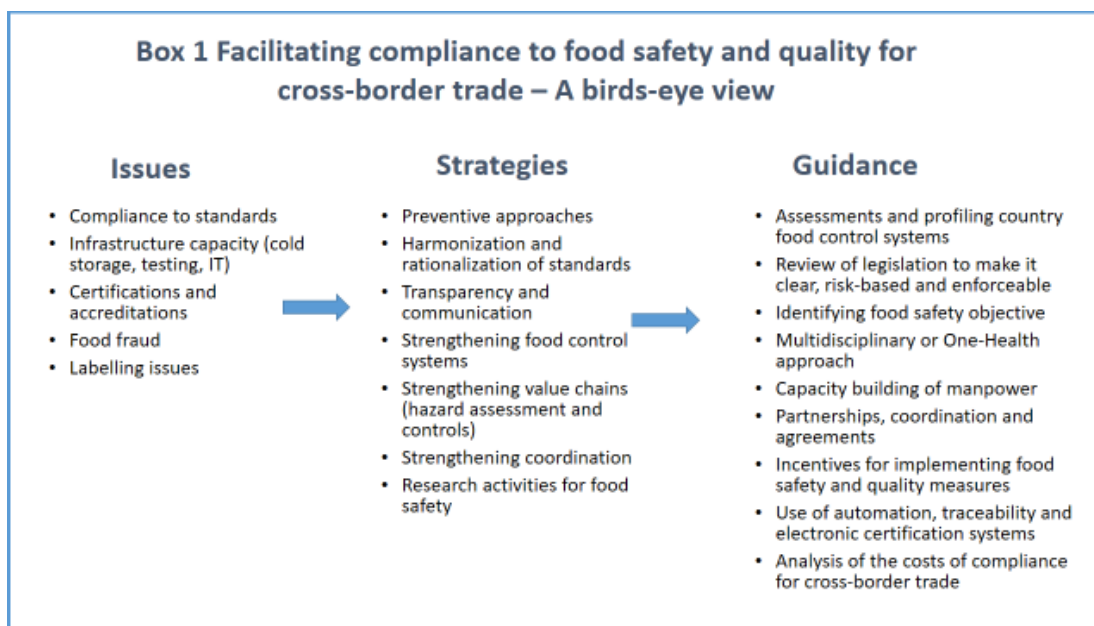 Box 1 Facilitating compliance to food safety and quality for
cross-border trade – A birds-eye view
Issues
• Compliance to standards
• Infrastructure capacity (cold
storage, testing, IT)
• Certifications and
accreditations
• Food fraud
• Labelling issues
Strategies
• Preventive approaches
• Harmonization and
rationalization of standards
• Transparency and
communication
• Strengthening food control
systems
• Strengthening value chains
(hazard assessment and
controls)
• Strengthening coordination
• Research activities for food
safety
Guidance
• Assessments and profiling country
food control systems
• Review of legislation to make it
clear, risk-based and enforceable
• Identifying food safety objective
• Multidisciplinary or One-Health
approach
• Capacity building of manpower
• Partnerships, coordination and
agreements
• Incentives for implementing food
safety and quality measures
• Use of automation, traceability and
electronic certification systems
• Analysis of the costs of compliance
for cross-border trade